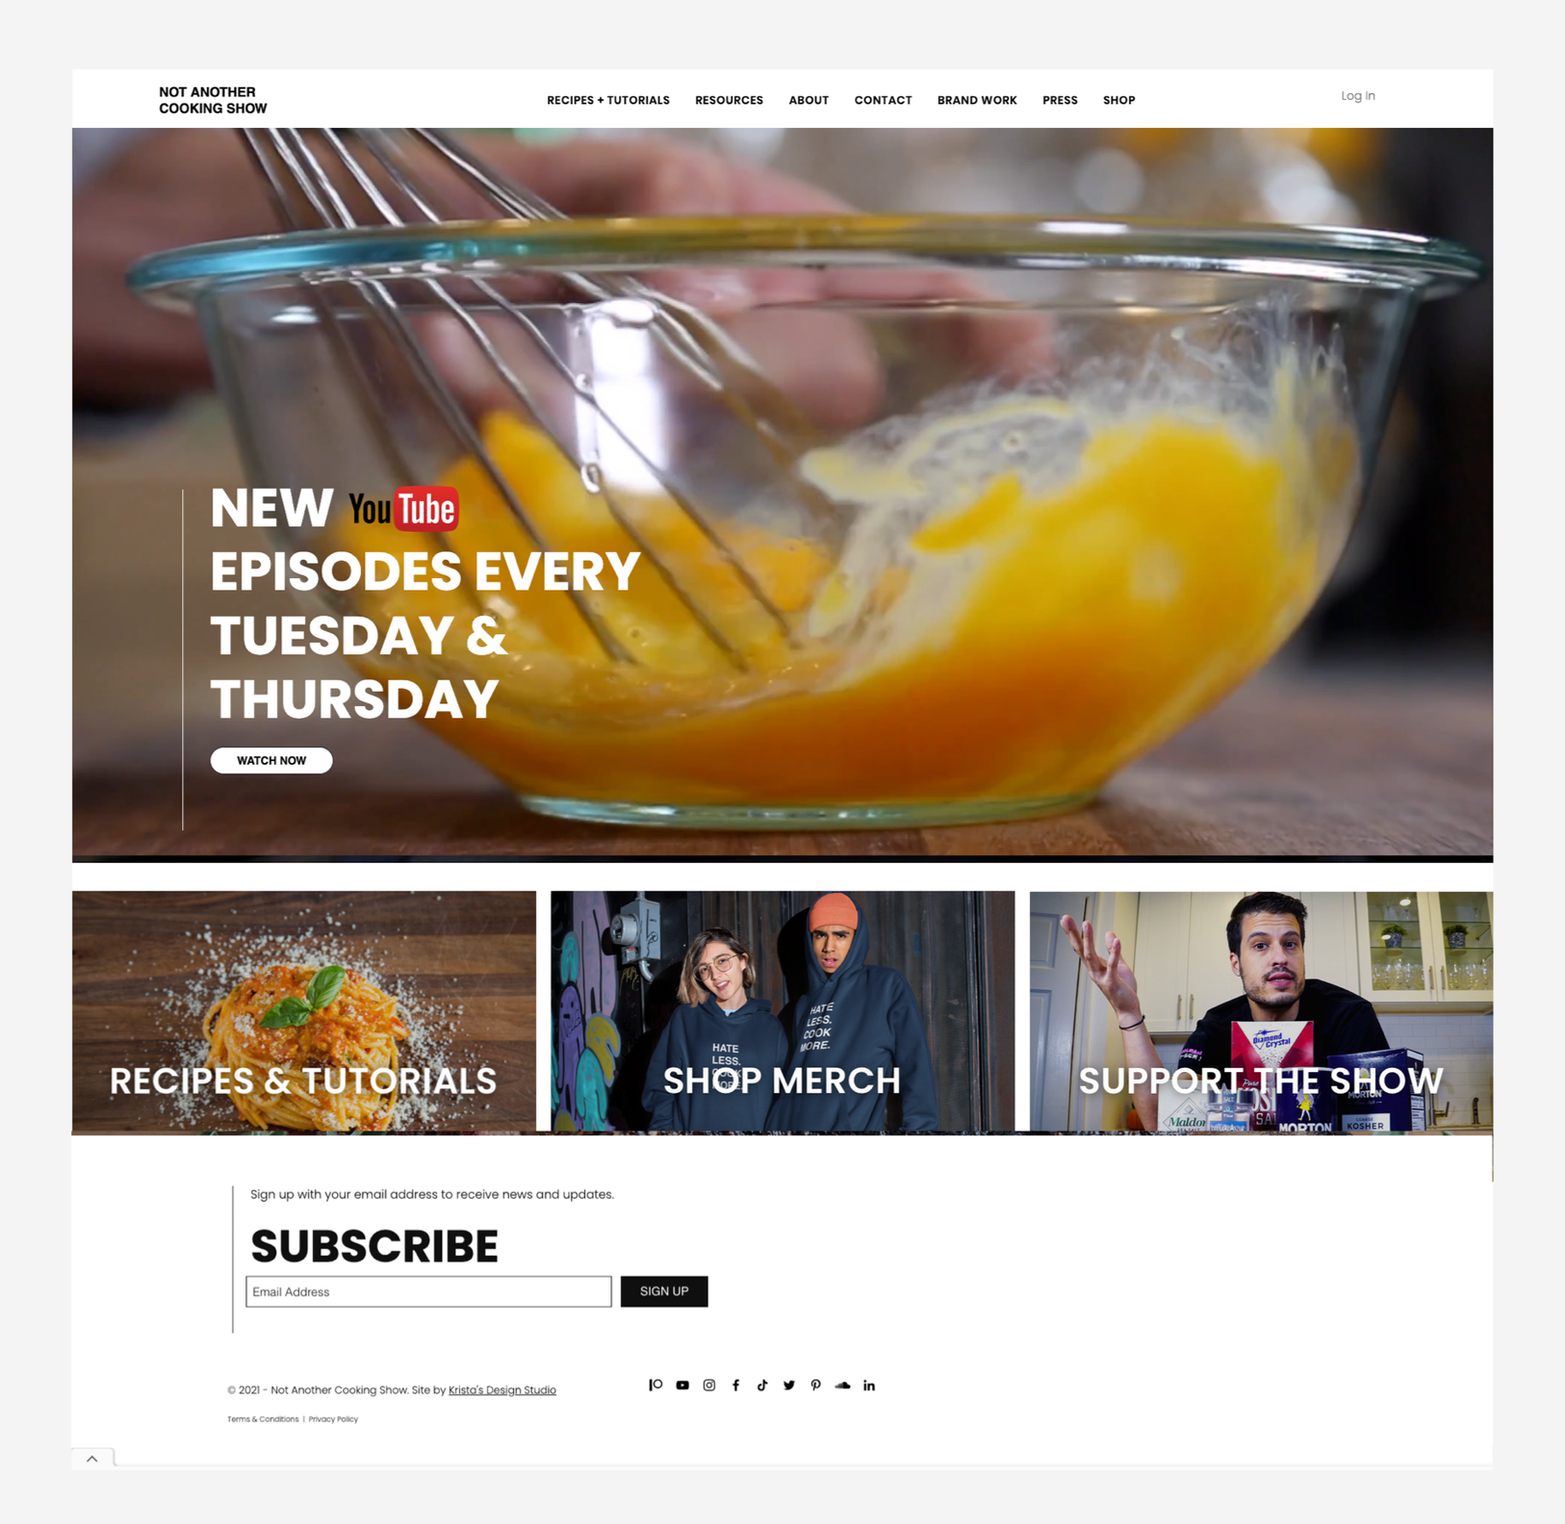 NOT ANOTHER
COOKING SHOW
RECIPES + TUTORIALS
RESOURCES
ABOUT
CONTACT
BRAND WORK
PRESS
SHOP
Log In
NEW YouTube
EPISODES EVERY
TUESDAY &
THURSDAY
WATCH NOW
RECIPES & TUTORIALS
HATE
LESS.
HATE
LESS.
COOK
MORE.
SHOP MERCH
Diamond
Crystal
SUPPORT THE SHOW
Maldon
MORTON
MORTON
KOSHER
Sign up with your email address to receive news and updates.
SUBSCRIBE
Email Address
SIGN UP
© 2021 - Not Another Cooking Show. Site by Krista's Design Studio
Terms & Conditions | Privacy Policy